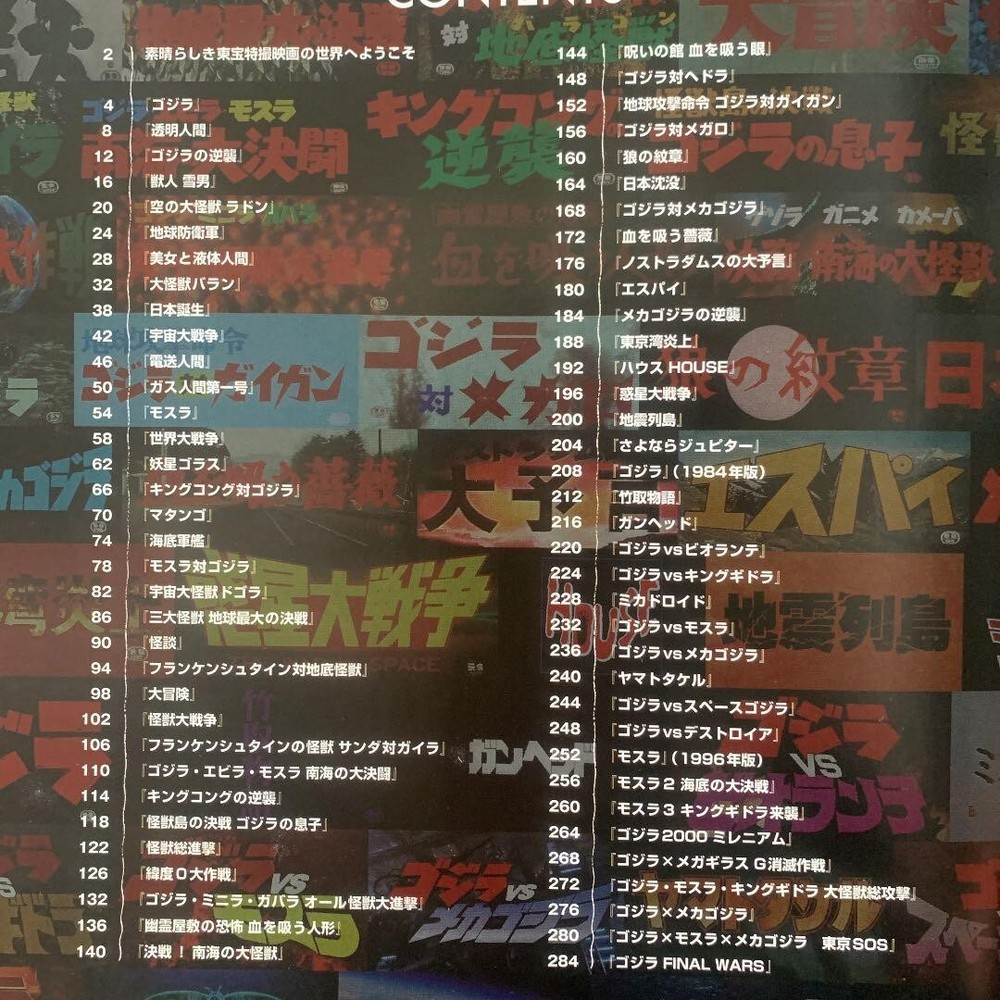 CONTENTS
2 素晴らしき東宝特撮映画の世界へようこそ
4 『ゴジラ』
8 『透明人間』
12 『ゴジラの逆襲』
16 『獣人 雪男』
20 『空の大怪獣 ラドン』
24 『地球防衛軍』
28 『美女と液体人間』
32 『大怪獣バラン』
38 『日本誕生』
42 『宇宙大戦争』
46 『電送人間』
50 『ガス人間第一号』
54 『モスラ』
58 『世界大戦争』
62 『妖星ゴラス』
66 『キングコング対ゴジラ』
70 『マタンゴ』
74 『海底軍艦』
78 『モスラ対ゴジラ』
82 『宇宙大怪獣ドゴラ』
86 『三大怪獣 地球最大の決戦』
90 『怪談』
94 『フランケンシュタイン対地底怪獣』
98 『大冒険』
102 『怪獣大戦争』
106 『フランケンシュタインの怪獣 サンダ対ガイラ』
110 『ゴジラ・エビラ・モスラ 南海の大決闘』
114 『キングコングの逆襲』
118 『怪獣島の決戦 ゴジラの息子』
122 『怪獣総進撃』
126 『緯度0大作戦』
132 『ゴジラ・ミニラ・ガバラ オール怪獣大進撃』
136 『幽霊屋敷の恐怖 血を吸う人形』
140 『決戦！ 南海の大怪獣』
144 『呪いの館 血を吸う眼』
148 『ゴジラ対ヘドラ』
152 『地球攻撃命令 ゴジラ対ガイガン』
156 『ゴジラ対メガロ』
160 『狼の紋章』
164 『日本沈没』
168 『ゴジラ対メカゴジラ』
172 『血を吸う薔薇』
176 『ノストラダムスの大予言』
180 『エスパイ』
184 『メカゴジラの逆襲』
188 『東京湾炎上』
192 『ハウス HOUSE』
196 『惑星大戦争』
200 『地震列島』
204 『さよならジュピター』
208 『ゴジラ』（1984年版）
212 『竹取物語』
216 『ガンヘッド』
220 『ゴジラvsビオランテ』
224 『ゴジラvsキングギドラ』
228 『ミカドロイド』
232 『ゴジラvsモスラ』
236 『ゴジラvsメカゴジラ』
240 『ヤマトタケル』
244 『ゴジラvsスペースゴジラ』
248 『ゴジラvsデストロイア』
252 『モスラ』（1996年版）
256 『モスラ2 海底の大決戦』
260 『モスラ3 キングギドラ来襲』
264 『ゴジラ2000 ミレニアム』
268 『ゴジラ×メガギラス G消滅作戦』
272 『ゴジラ・モスラ・キングギドラ 大怪獣総攻撃』
276 『ゴジラ×メカゴジラ』
280 『ゴジラ×モスラ×メカゴジラ 東京SOS』
284 『ゴジラ FINAL WARS』